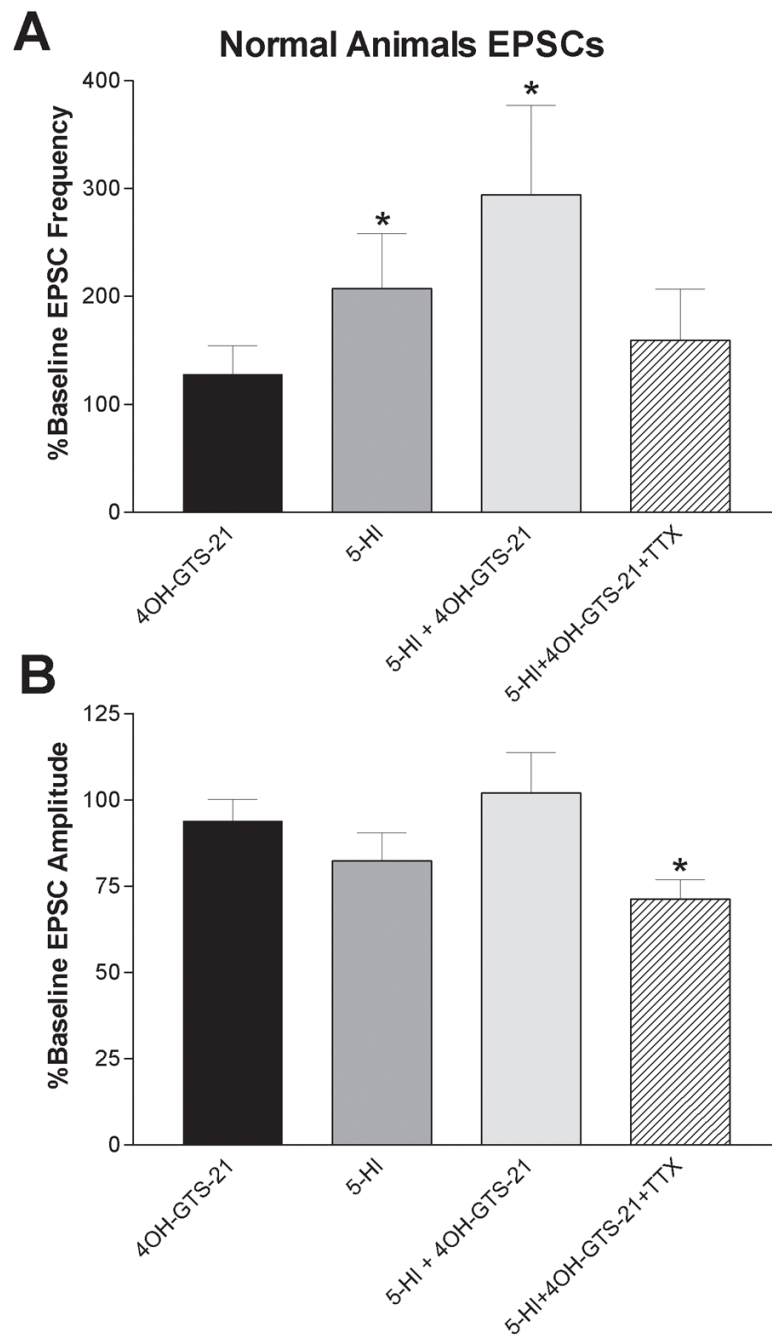 A
Normal Animals EPSCs
%Baseline EPSC Frequency
400
300
200
100
0
*
*
4OH-GTS-21
5-HI
5-HI + 4OH-GTS-21
5-HI+4OH-GTS-21+TTX
B
%Baseline EPSC Amplitude
125
100
75
50
25
0
*
4OH-GTS-21
5-HI
5-HI + 4OH-GTS-21
5-HI+4OH-GTS-21+TTX